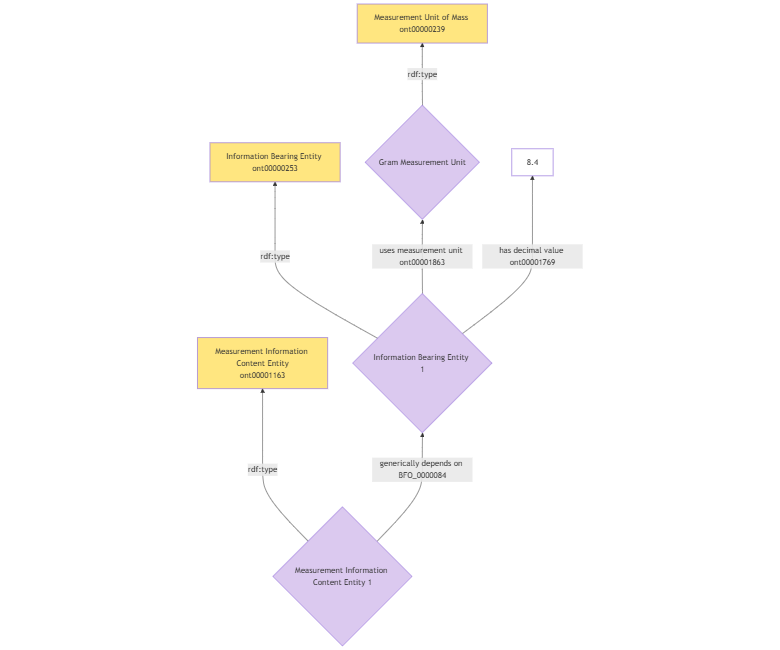 Measurement Unit of Mass
ont00000239
rdf:type
Gram Measurement Unit
8.4
Information Bearing Entity
ont00000253
rdf:type
uses measurement unit
ont00001863
has decimal value
ont00001769
Information Bearing Entity
1
Measurement Information
Content Entity
ont00001163
rdf:type
generically depends on
BFO_0000084
Measurement Information
Content Entity 1